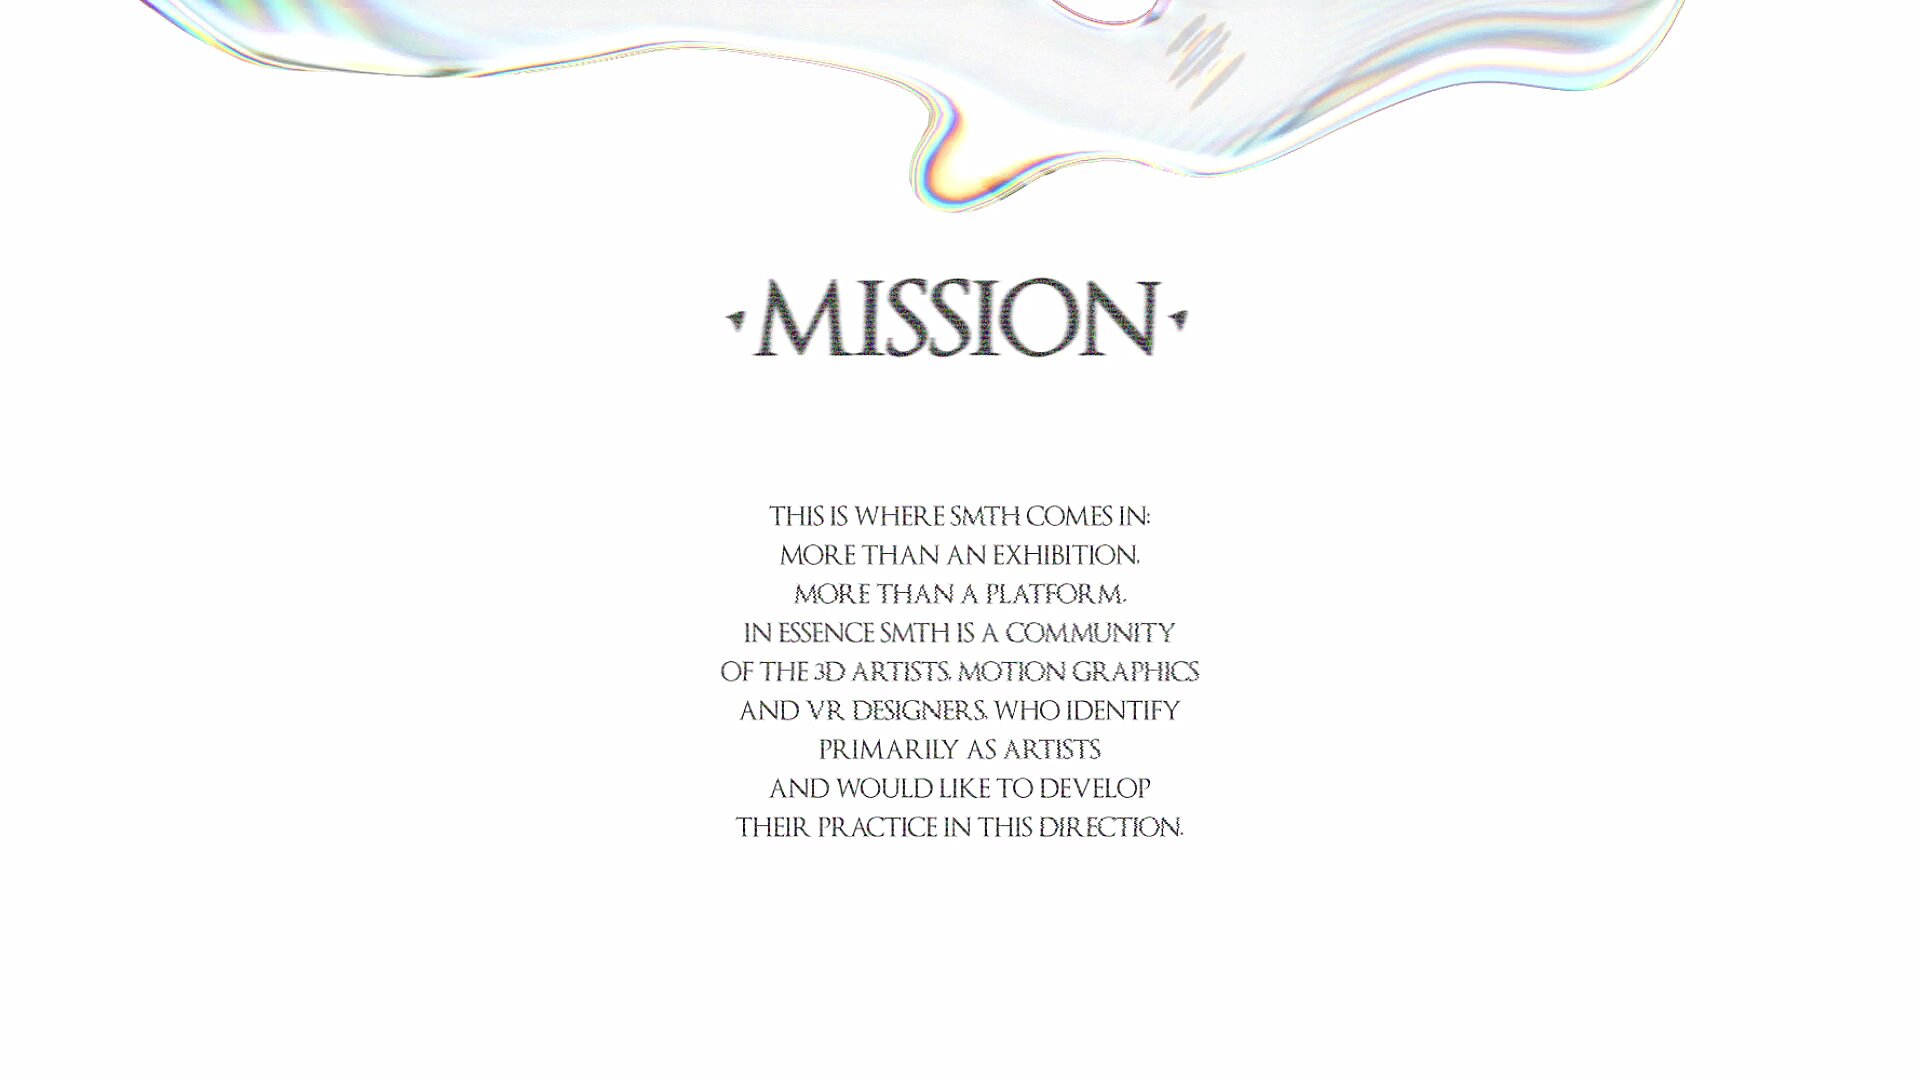 MISSION
THIS IS WHERE SMTH COMES IN:
MORE THAN AN EXHIBITION,
MORE THAN A PLATFORM.
IN ESSENCE SMTH IS A COMMUNITY
OF THE 3D ARTISTS, MOTION GRAPHICS
AND VR DESIGNERS, WHO IDENTIFY
PRIMARILY AS ARTISTS
AND WOULD LIKE TO DEVELOP
THEIR PRACTICE IN THIS DIRECTION.